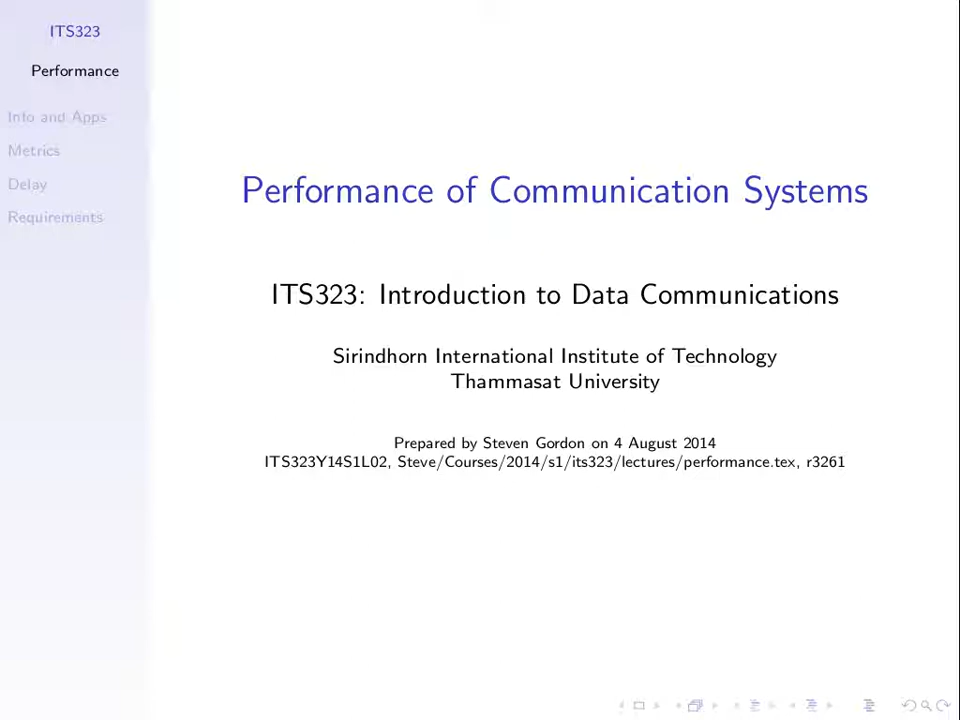 ITS323
Performance
Info and Apps
Metrics
Delay
Requirements
Performance of Communication Systems
ITS323: Introduction to Data Communications
Sirindhorn International Institute of Technology
Thammasat University
Prepared by Steven Gordon on 4 August 2014
ITS323Y14S1L02, Steve/Courses/2014/s1/its323/lectures/performance.tex, r3261